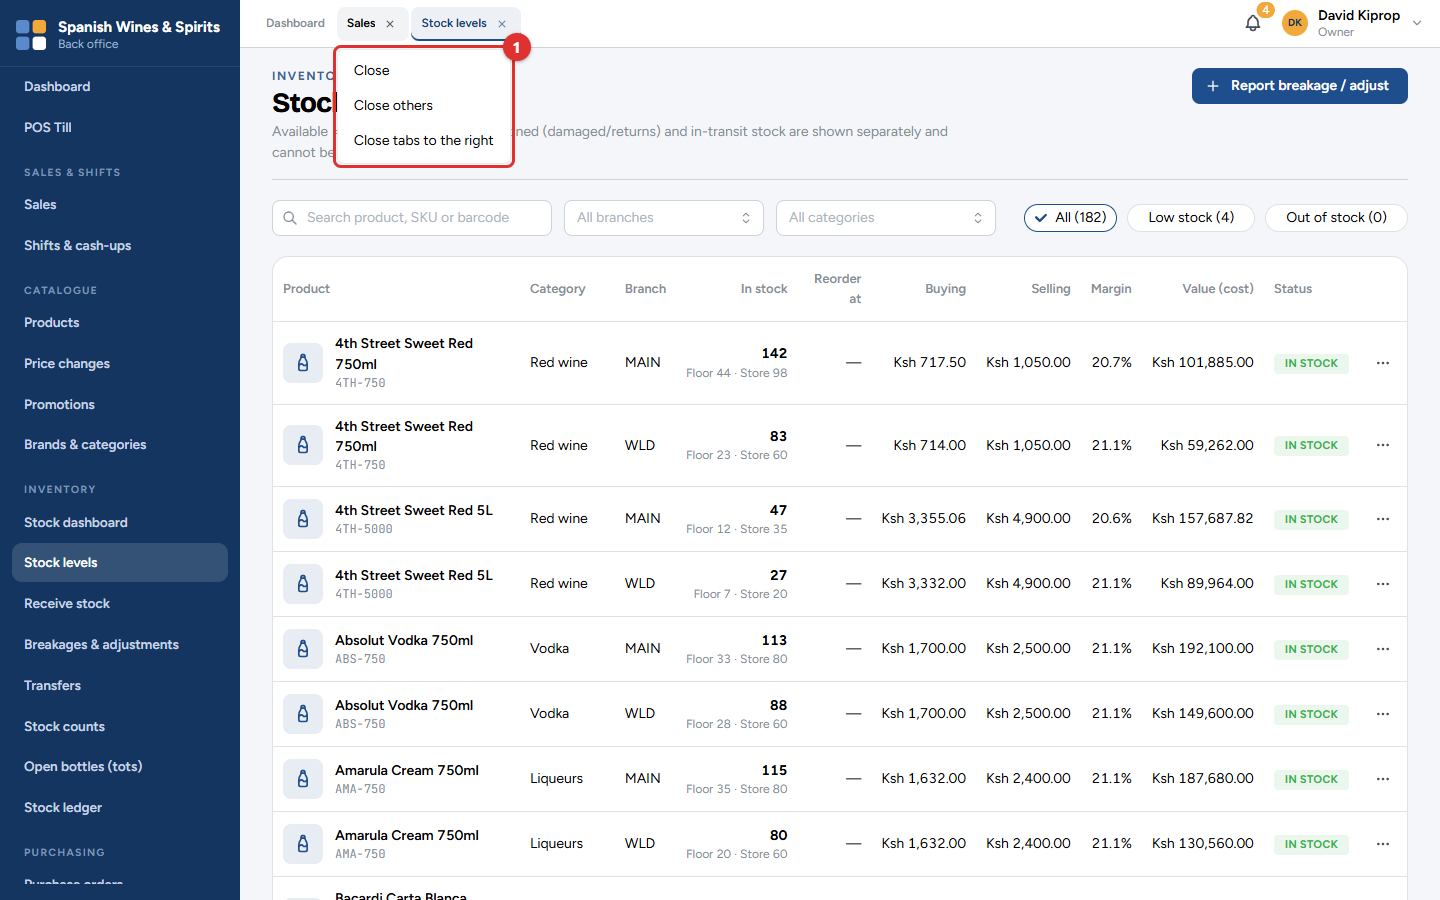 Spanish Wines & Spirits
Back office
Dashboard
POS Till
SALES & SHIFTS
Sales
Shifts & cash-ups
CATALOGUE
Products
Price changes
Promotions
Brands & categories
INVENTORY
Stock dashboard
Stock levels
Receive stock
Breakages & adjustments
Transfers
Stock counts
Open bottles (tots)
Stock ledger
PURCHASING
Purchase orders
Dashboard
Sales
Stock levels
4
DK
David Kiprop
Owner
1
Close
Close others
Close tabs to the right
Report breakage / adjust
Available
(damaged/returns) and in-transit stock are shown separately and
cannot
Search product, SKU or barcode
All branches
All categories
All (182)
Low stock (4)
Out of stock (0)
Product Category Branch In stock Reorder at Buying Selling Margin Value (cost) Status
4th Street Sweet Red 750ml
4TH-750
Red wine MAIN 142
Floor 44 · Store 98
— Ksh 717.50 Ksh 1,050.00 20.7% Ksh 101,885.00 IN STOCK
4th Street Sweet Red 750ml
4TH-750
Red wine WLD 83
Floor 23 · Store 60
— Ksh 714.00 Ksh 1,050.00 21.1% Ksh 59,262.00 IN STOCK
4th Street Sweet Red 5L
4TH-5000
Red wine MAIN 47
Floor 12 · Store 35
— Ksh 3,355.06 Ksh 4,900.00 20.6% Ksh 157,687.82 IN STOCK
4th Street Sweet Red 5L
4TH-5000
Red wine WLD 27
Floor 7 · Store 20
— Ksh 3,332.00 Ksh 4,900.00 21.1% Ksh 89,964.00 IN STOCK
Absolut Vodka 750ml
ABS-750
Vodka MAIN 113
Floor 33 · Store 80
— Ksh 1,700.00 Ksh 2,500.00 21.1% Ksh 192,100.00 IN STOCK
Absolut Vodka 750ml
ABS-750
Vodka WLD 88
Floor 28 · Store 60
— Ksh 1,700.00 Ksh 2,500.00 21.1% Ksh 149,600.00 IN STOCK
Amarula Cream 750ml
AMA-750
Liqueurs MAIN 115
Floor 35 · Store 80
— Ksh 1,632.00 Ksh 2,400.00 21.1% Ksh 187,680.00 IN STOCK
Amarula Cream 750ml
AMA-750
Liqueurs WLD 80
Floor 20 · Store 60
— Ksh 1,632.00 Ksh 2,400.00 21.1% Ksh 130,560.00 IN STOCK
Bacardi Carta Blanca